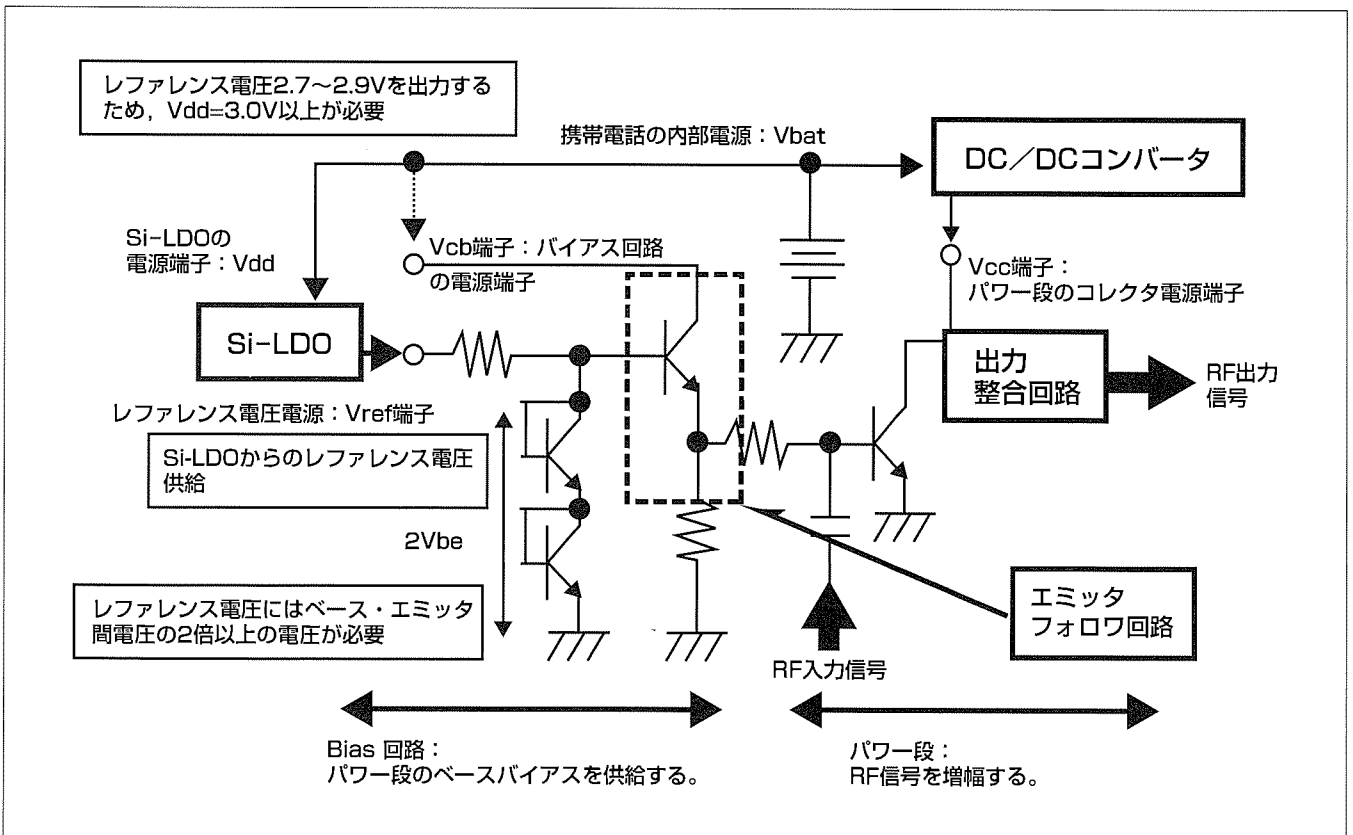 レファレンス電圧2.7〜2.9Vを出力する
ため，Vdd=3.0V以上が必要
携帯電話の内部電源：Vbat
DC／DCコンバータ
Si−LDOの
電源端子：Vdd
Vcb端子：バイアス回路
の電源端子
Vcc端子：
パワー段のコレクタ電源端子
Si−LDO
出力
整合回路
RF出力
信号
レファレンス電圧電源：Vref端子
Si-LDOからのレファレンス電圧
供給
2Vbe
レファレンス電圧にはベース・エミッタ
間電圧の2倍以上の電圧が必要
エミッタ
フォロワ回路
RF入力信号
Bias 回路：
パワー段のベースバイアスを供給する。
パワー段：
RF信号を増幅する。